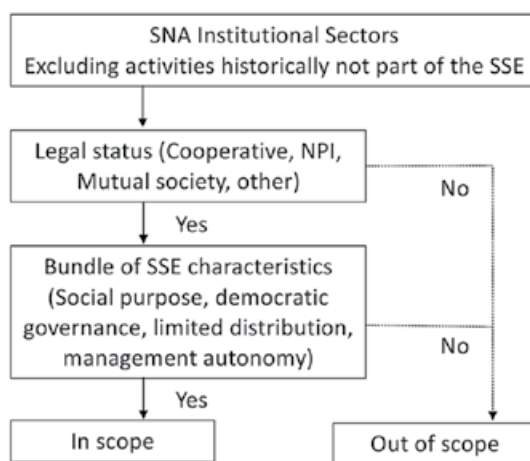 SNA Institutional Sectors
Excluding activities historically not part of the SSE
Legal status (Cooperative, NPI,
Mutual society, other)
No
Yes
Bundle of SSE characteristics
(Social purpose, democratic
governance, limited distribution,
management autonomy)
No
Yes
In scope
Out of scope